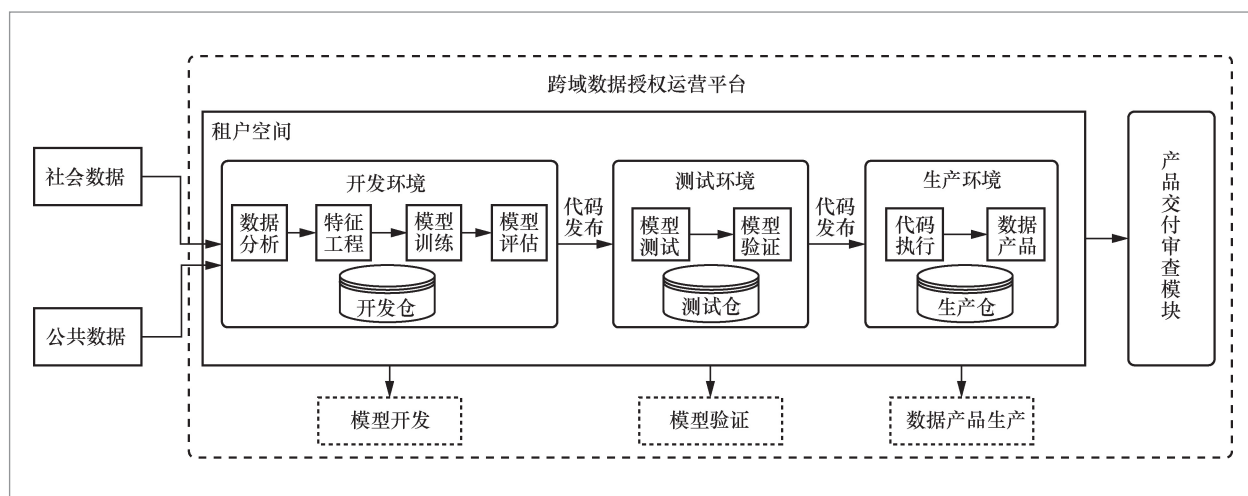 跨域数据授权运营平台
租户空间
社会数据
公共数据
开发环境
数据
分析
特征
工程
模型
训练
模型
评估
开发仓
代码
发布
测试环境
模型
测试
模型
验证
测试仓
代码
发布
生产环境
代码
执行
数据
产品
生产仓
产品交付审查模块
模型开发
模型验证
数据产品生产